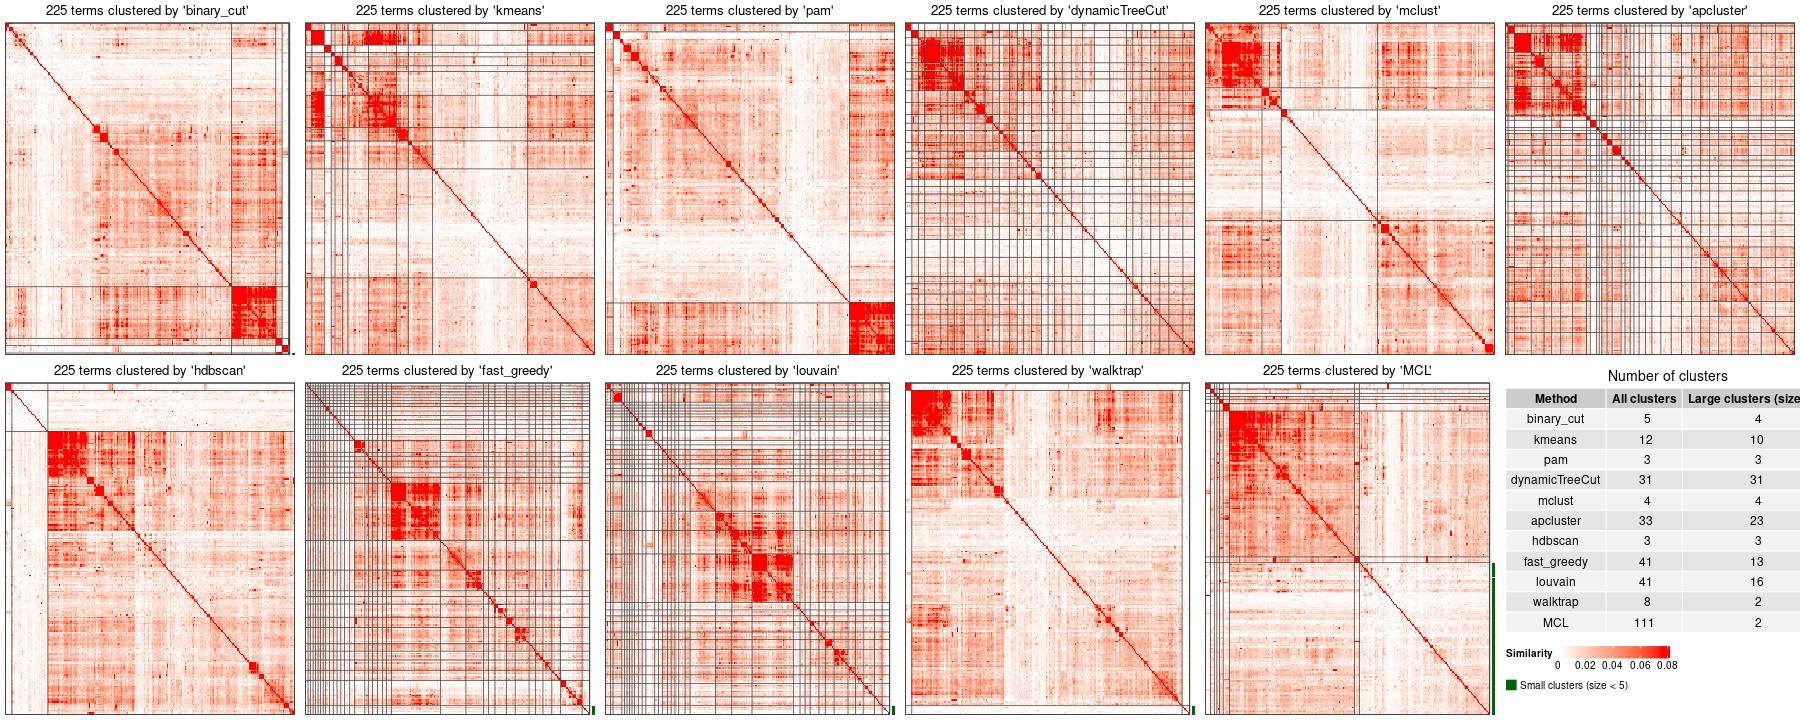 225 terms clustered by 'binary_cut'
225 terms clustered by 'kmeans'
225 terms clustered by 'pam'
225 terms clustered by 'dynamicTreeCut'
225 terms clustered by 'mclust'
225 terms clustered by 'apcluster'
225 terms clustered by 'hdbscan'
225 terms clustered by 'fast_greedy'
225 terms clustered by 'louvain'
225 terms clustered by 'walktrap'
225 terms clustered by 'MCL'
Number of clusters
Method All clusters Large clusters (size
binary_cut 5 4
kmeans 12 10
pam 3 3
dynamicTreeCut 31 31
mclust 4 4
apcluster 33 23
hdbscan 3 3
fast_greedy 41 13
louvain 41 16
walktrap 8 2
MCL 111 2
Similarity
0 0.02 0.04 0.06 0.08
Small clusters (size < 5)